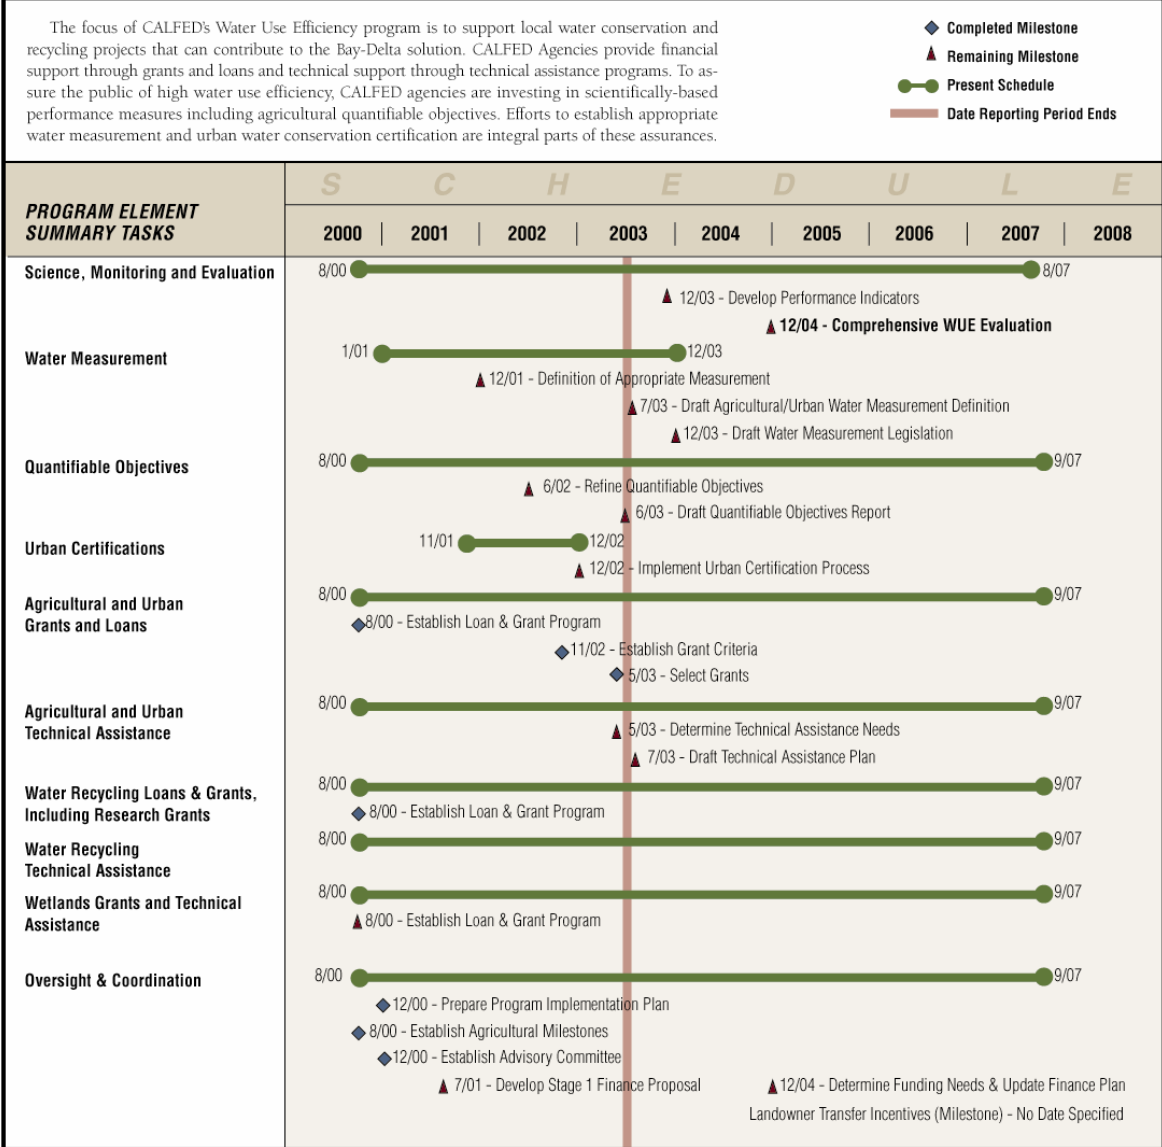 The focus of CALFED's Water Use Efficiency program is to support local water conservation and
recycling projects that can contribute to the Bay-Delta solution. CALFED Agencies provide financial
support through grants and loans and technical support through technical assistance programs. To as-
sure the public of high water use efficiency, CALFED agencies are investing in scientifically-based
performance measures including agricultural quantifiable objectives. Efforts to establish appropriate
water measurement and urban water conservation certification are integral parts of these assurances.
Completed Milestone
Remaining Milestone
Present Schedule
Date Reporting Period Ends
PROGRAM ELEMENT
SUMMARY TASKS
S C H E D U L E
2000 | 2001 | 2002 | 2003 | 2004 | 2005 | 2006 | 2007 | 2008
Science, Monitoring and Evaluation
8/00 8/07
12/03 - Develop Performance Indicators
12/04 - Comprehensive WUE Evaluation
Water Measurement
1/01 12/03
12/01 - Definition of Appropriate Measurement
7/03 - Draft Agricultural/Urban Water Measurement Definition
12/03 - Draft Water Measurement Legislation
Quantifiable Objectives
8/00 9/07
6/02 - Refine Quantifiable Objectives
6/03 - Draft Quantifiable Objectives Report
Urban Certifications
11/01 12/02
12/02 - Implement Urban Certification Process
Agricultural and Urban
Grants and Loans
8/00 9/07
8/00 - Establish Loan & Grant Program
11/02 - Establish Grant Criteria
5/03 - Select Grants
Agricultural and Urban
Technical Assistance
8/00 9/07
5/03 - Determine Technical Assistance Needs
7/03 - Draft Technical Assistance Plan
Water Recycling Loans & Grants,
Including Research Grants
8/00 9/07
8/00 - Establish Loan & Grant Program
Water Recycling
Technical Assistance
8/00 9/07
Wetlands Grants and Technical
Assistance
8/00 9/07
8/00 - Establish Loan & Grant Program
Oversight & Coordination
8/00 9/07
12/00 - Prepare Program Implementation Plan
8/00 - Establish Agricultural Milestones
12/00 - Establish Advisory Committee
7/01 - Develop Stage 1 Finance Proposal
12/04 - Determine Funding Needs & Update Finance Plan
Landowner Transfer Incentives (Milestone) - No Date Specified